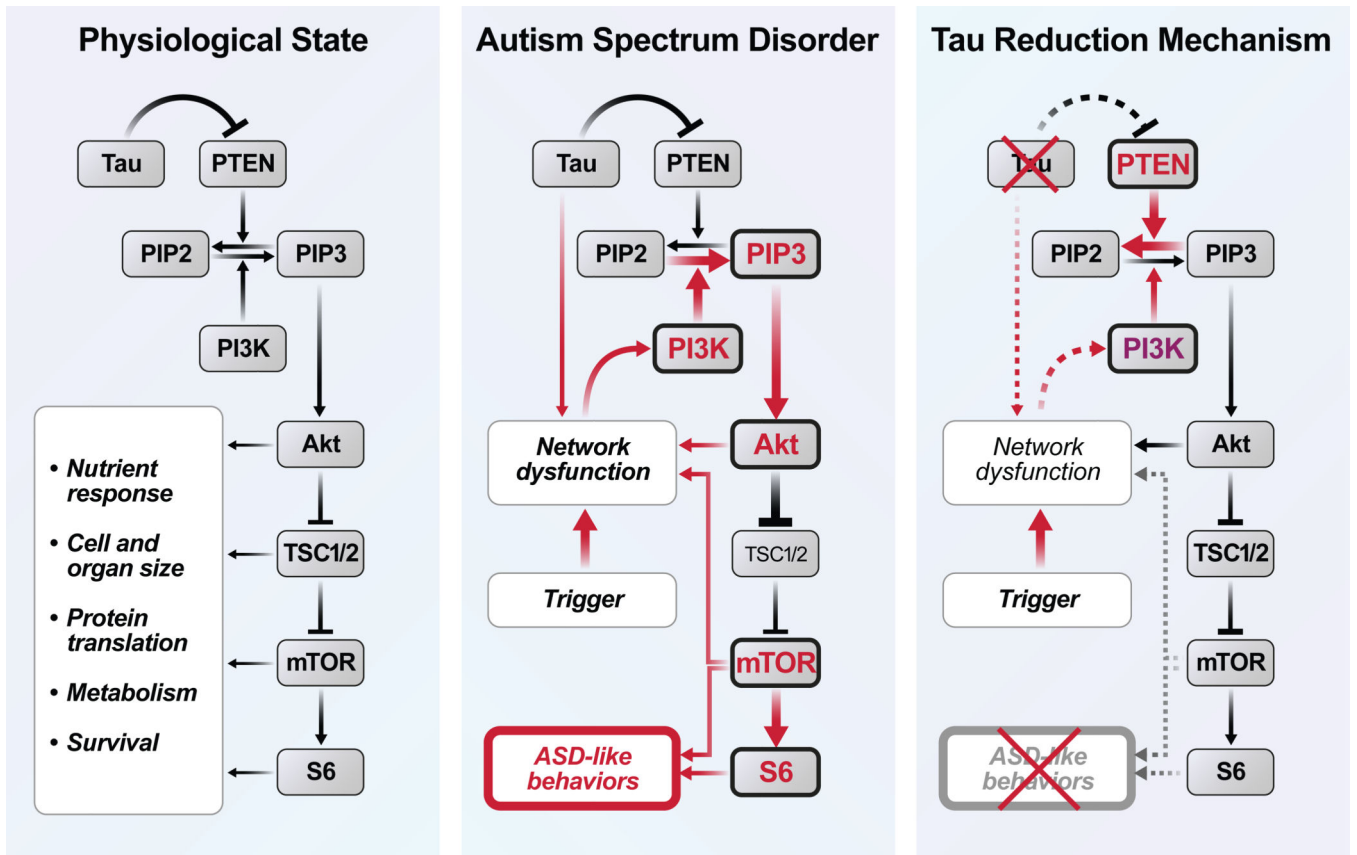 Physiological State
Tau
PTEN
PIP2
PIP3
PI3K
Akt
TSC1/2
mTOR
S6
• Nutrient
response
• Cell and
organ size
• Protein
translation
• Metabolism
• Survival
Autism Spectrum Disorder
Tau
PTEN
PIP2
PIP3
PI3K
Network
dysfunction
Akt
TSC1/2
Trigger
mTOR
ASD-like
behaviors
S6
Tau Reduction Mechanism
Tau
PTEN
PIP2
PIP3
PI3K
Network
dysfunction
Akt
TSC1/2
Trigger
mTOR
ASD-like
behaviors
S6